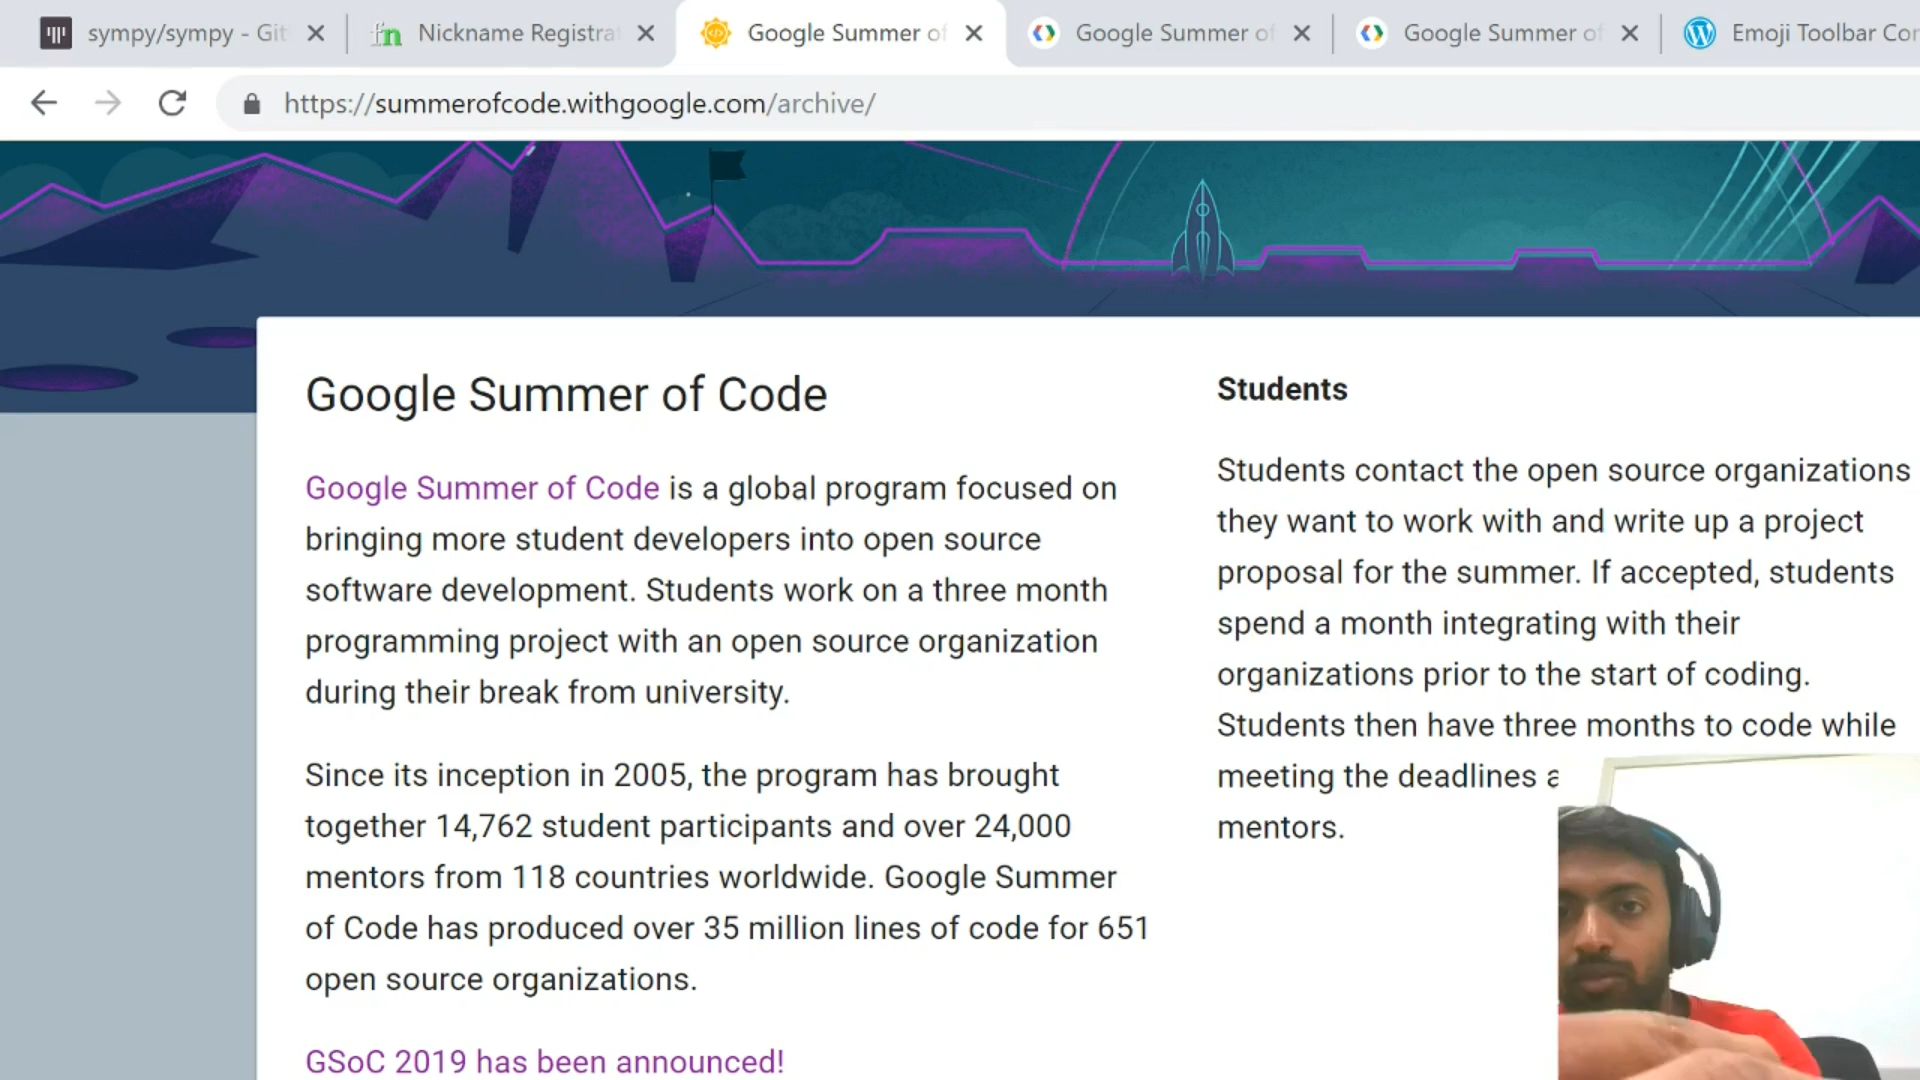 sympy/sympy - Git
fn Nickname Registra
Google Summer of
Google Summer of
Google Summer of
Emoji Toolbar Con
https://summerofcode.withgoogle.com/archive/
Google Summer of Code
Google Summer of Code is a global program focused on
bringing more student developers into open source
software development. Students work on a three month
programming project with an open source organization
during their break from university.
Since its inception in 2005, the program has brought
together 14,762 student participants and over 24,000
mentors from 118 countries worldwide. Google Summer
of Code has produced over 35 million lines of code for 651
open source organizations.
GSoC 2019 has been announced!
Students
Students contact the open source organizations
they want to work with and write up a project
proposal for the summer. If accepted, students
spend a month integrating with their
organizations prior to the start of coding.
Students then have three months to code while
meeting the deadlines a
mentors.